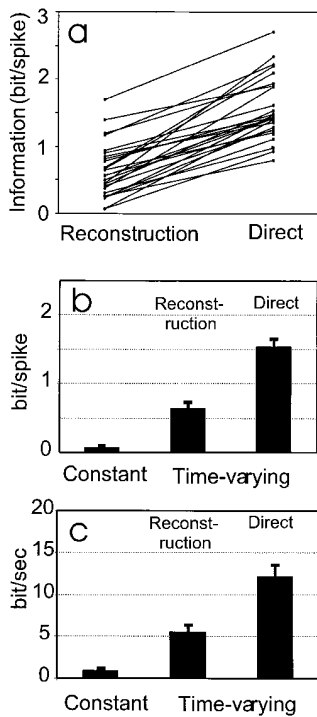 a
Information (bit/spike)
3
2
1
0
Reconstruction
Direct
b
bit/spike
2
1
0
Reconst-
ruction
Direct
Constant
Time-varying
c
bit/sec
20
15
10
5
0
Reconst-
ruction
Direct
Constant
Time-varying